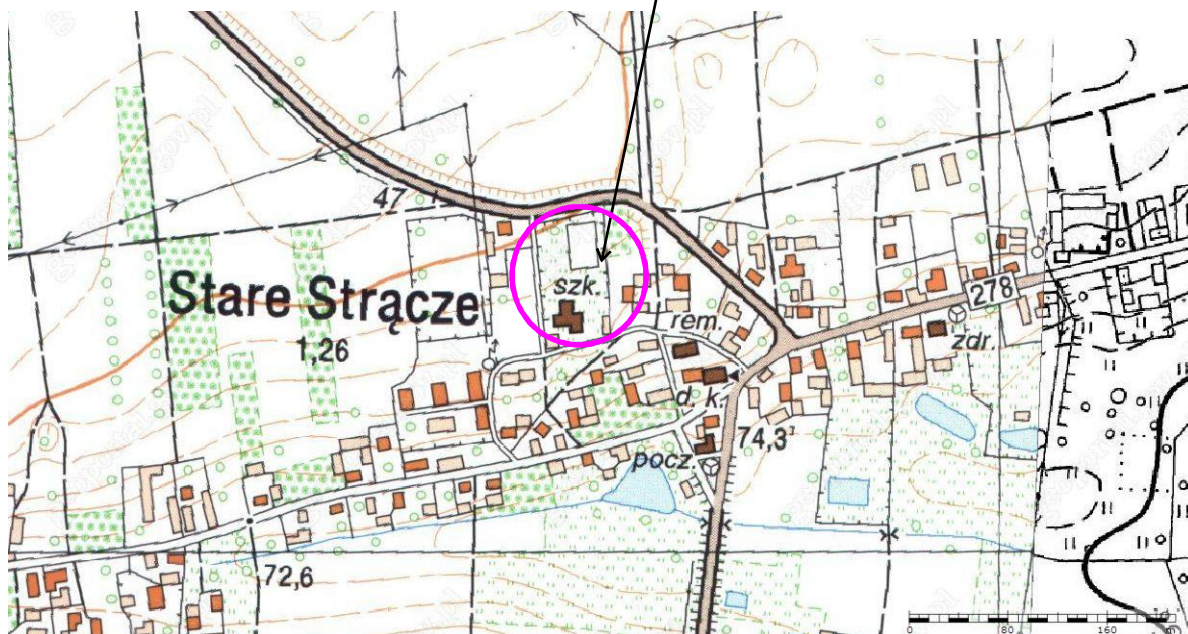 47
szk.
278
Stare Strącze
rem.
zdr.
1,26
d. k.
74,3
pocz.
72,6
0
80
160